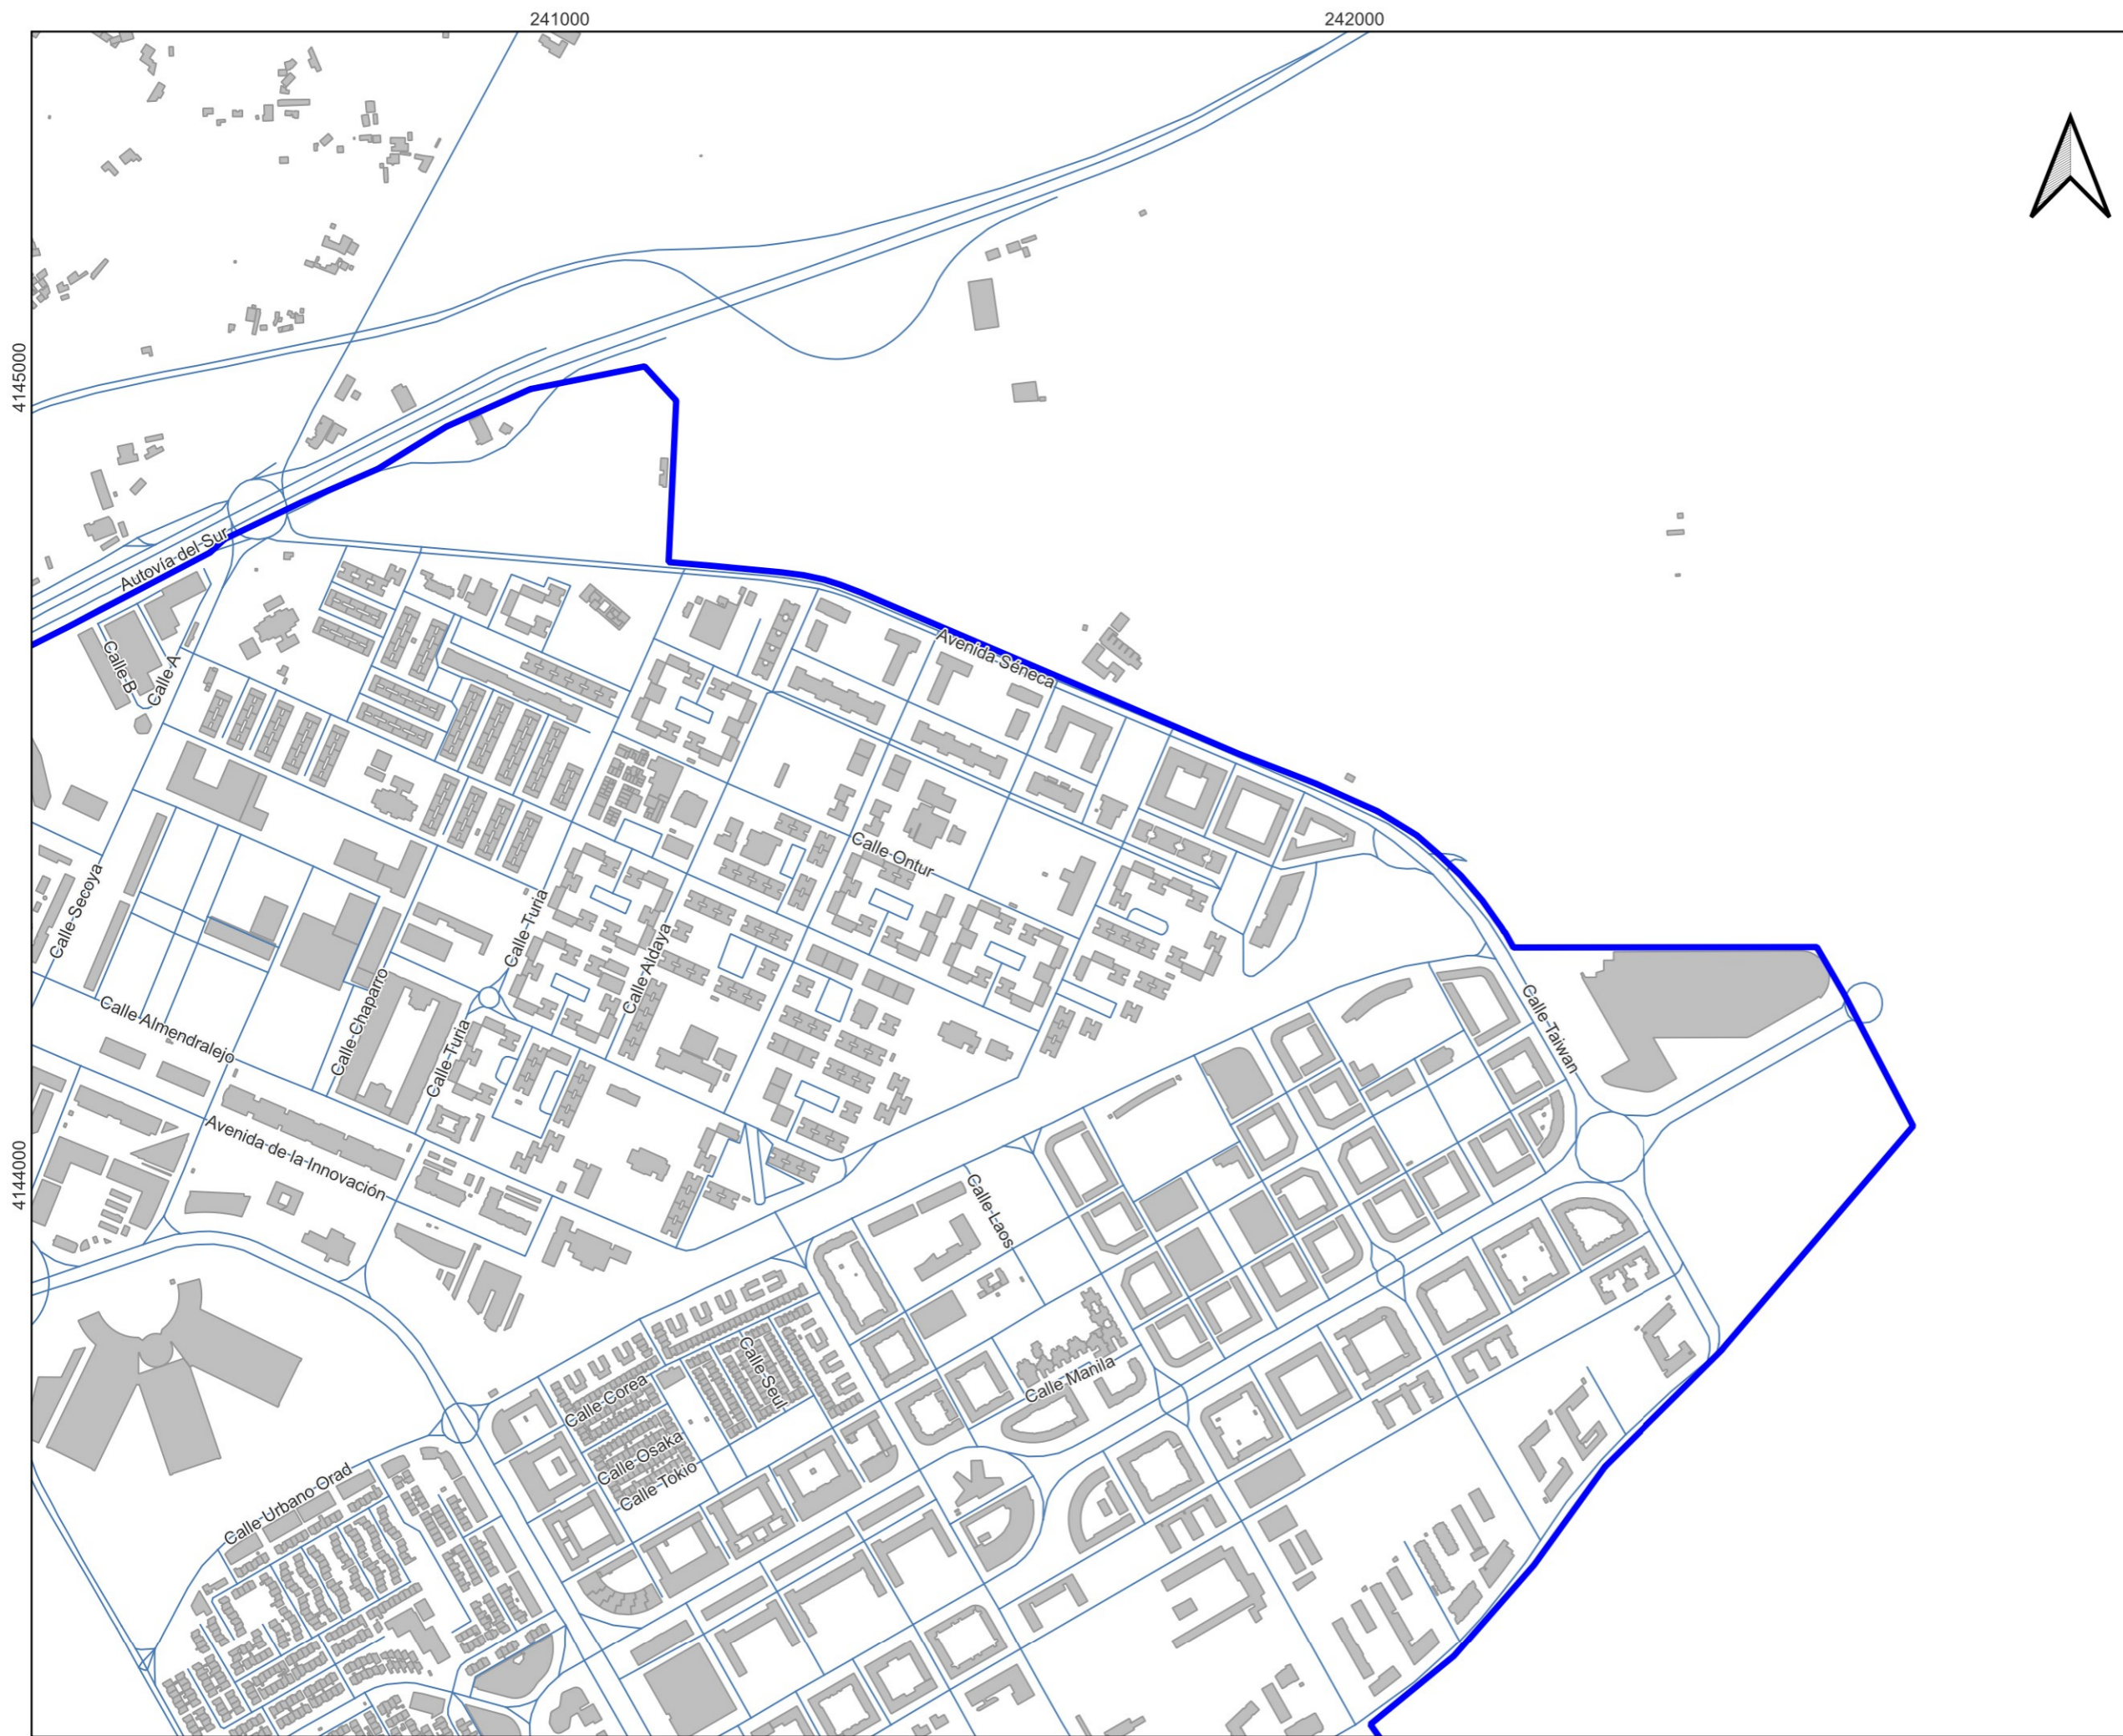 241000
242000
4145000
4144000
Autovía del Sur
Calle B
Calle A
Avenida Séneca
Calle Ontur
Calle Secoya
Calle Turia
Calle Aldaya
Calle Almendralejo
Calle Chaparro
Calle Turia
Calle Taiwan
Avenida de la Innovación
Calle Laos
Calle Corea
Calle Seul
Calle Manila
Calle Osaka
Calle Tokio
Calle Urbano Orad